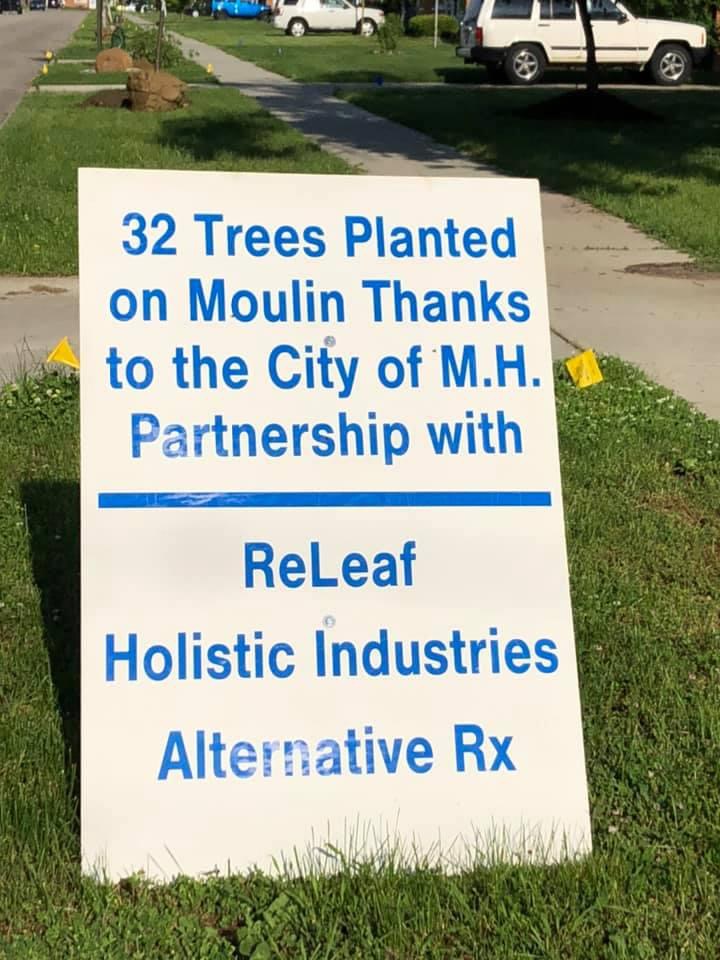 32 Trees Planted
on Moulin Thanks
to the City of M.H.
Partnership with
ReLeaf
Holistic Industries
Alternative Rx